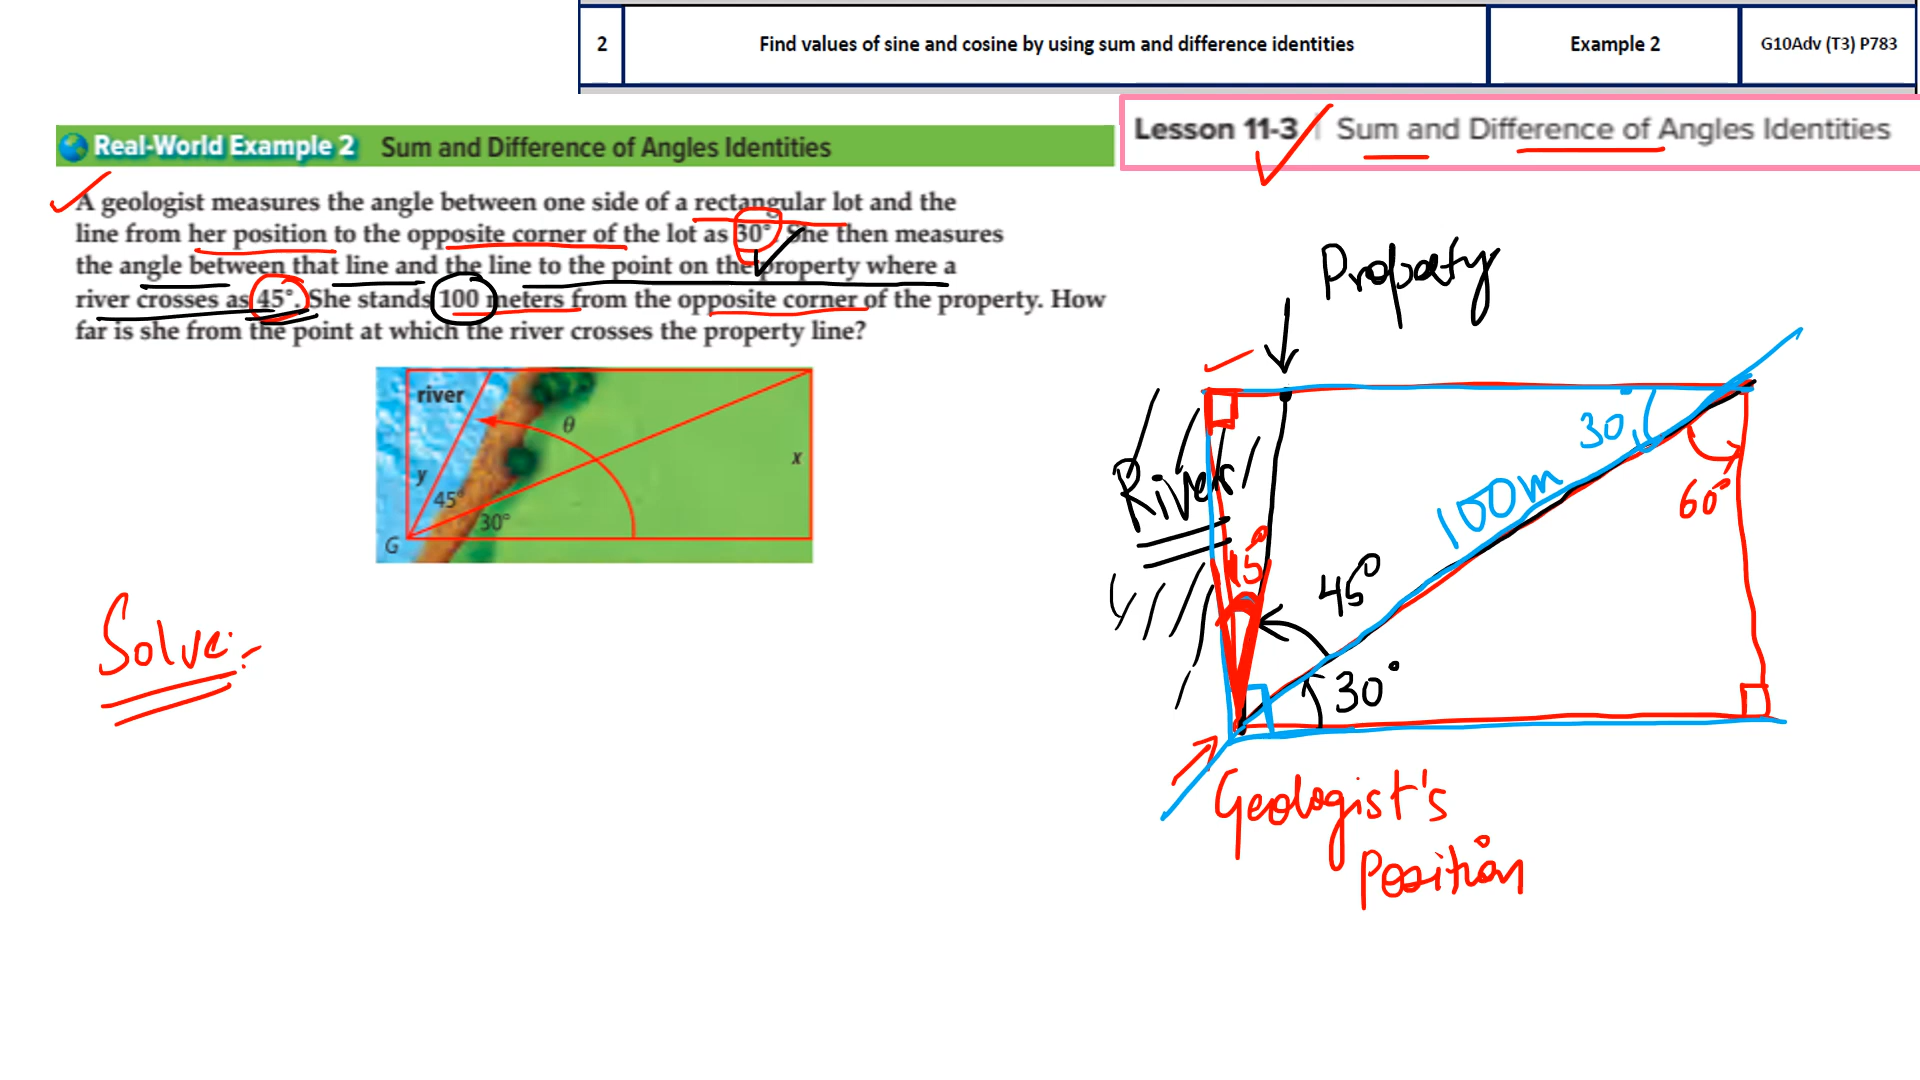 2 Find values of sine and cosine by using sum and difference identities Example 2 G10Adv (T3) P783
Lesson 11-3 | Sum and Difference of Angles Identities
Real-World Example 2 Sum and Difference of Angles Identities
A geologist measures the angle between one side of a rectangular lot and the
line from her position to the opposite corner of the lot as 30°. She then measures
the angle between that line and the line to the point on the property where a
river crosses as 45°. She stands 100 meters from the opposite corner of the property. How
far is she from the point at which the river crosses the property line?
river
θ
x
y
45°
30°
G
Solve:-
Property
River
30°
100m
60°
15°
45°
30°
Geologist's
Position